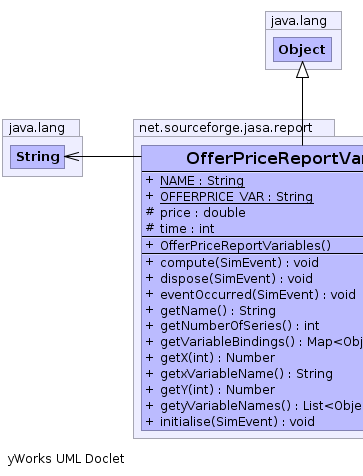 java.lang
Object
java.lang
net.sourceforge.jasa.report
String
OfferPriceReportVar
+ NAME : String
+ OFFERPRICE_VAR : String
# price : double
# time : int
+ OfferPriceReportVariables()
+ compute(SimEvent) : void
+ dispose(SimEvent) : void
+ eventOccurred(SimEvent) : void
+ getName() : String
+ getNumberOfSeries() : int
+ getVariableBindings() : Map<Obj
+ getX(int) : Number
+ getxVariableName() : String
+ getY(int) : Number
+ getyVariableNames() : List<Obje
+ initialise(SimEvent) : void
yWorks UML Doclet